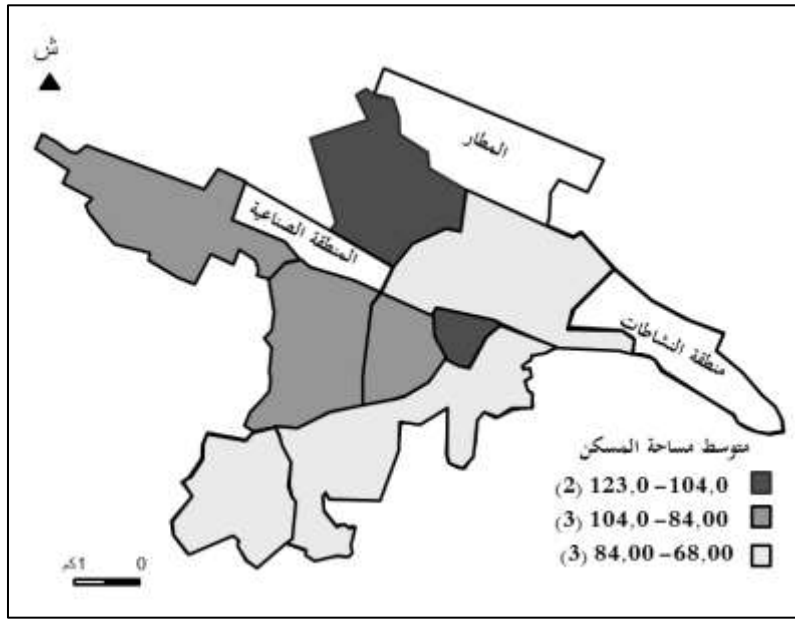 ش
المطار
المنطقة الصناعية
منطقة النشاطات
متوسط مساحة المسكن
123,0 – 104,0 (2)
104,0 – 84,00 (3)
84,00 – 68,00 (3)
0 1كم